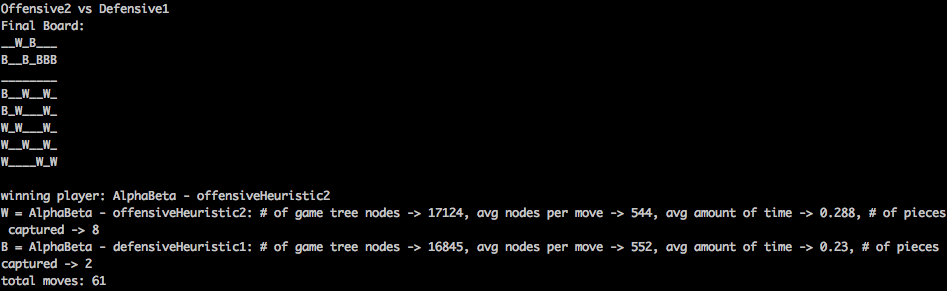 Offensive2 vs Defensive1
Final Board:
__W_B___
B__B_BBB
________
B__W__W_
B_W___W_
W_W___W_
W__W__W_
W____W_W
winning player: AlphaBeta - offensiveHeuristic2
W = AlphaBeta - offensiveHeuristic2: # of game tree nodes -> 17124, avg nodes per move -> 544, avg amount of time -> 0.288, # of pieces
captured -> 8
B = AlphaBeta - defensiveHeuristic1: # of game tree nodes -> 16845, avg nodes per move -> 552, avg amount of time -> 0.23, # of pieces
captured -> 2
total moves: 61